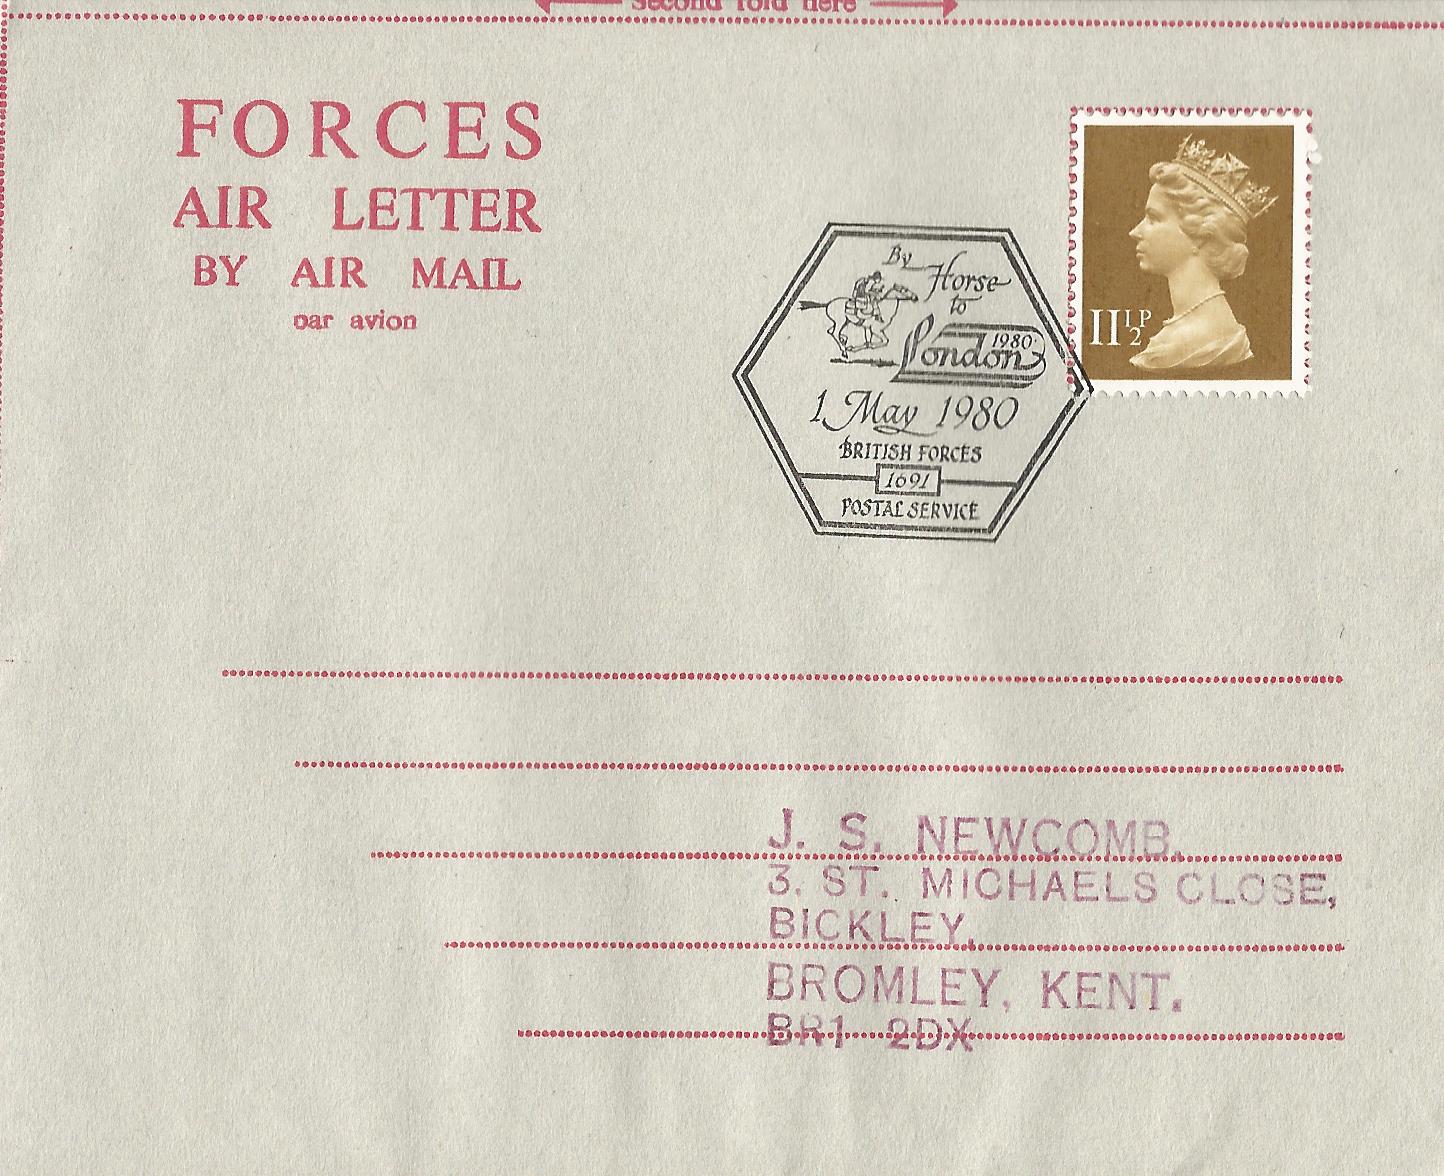 Second fold here
FORCES
AIR LETTER
BY AIR MAIL
par avion
11½P
By Horse
to
London 1980
1 May 1980
BRITISH FORCES
1691
POSTAL SERVICE
J. S. NEWCOMB.
3. ST. MICHAELS CLOSE,
BICKLEY,
BROMLEY, KENT.
BR1 2DX